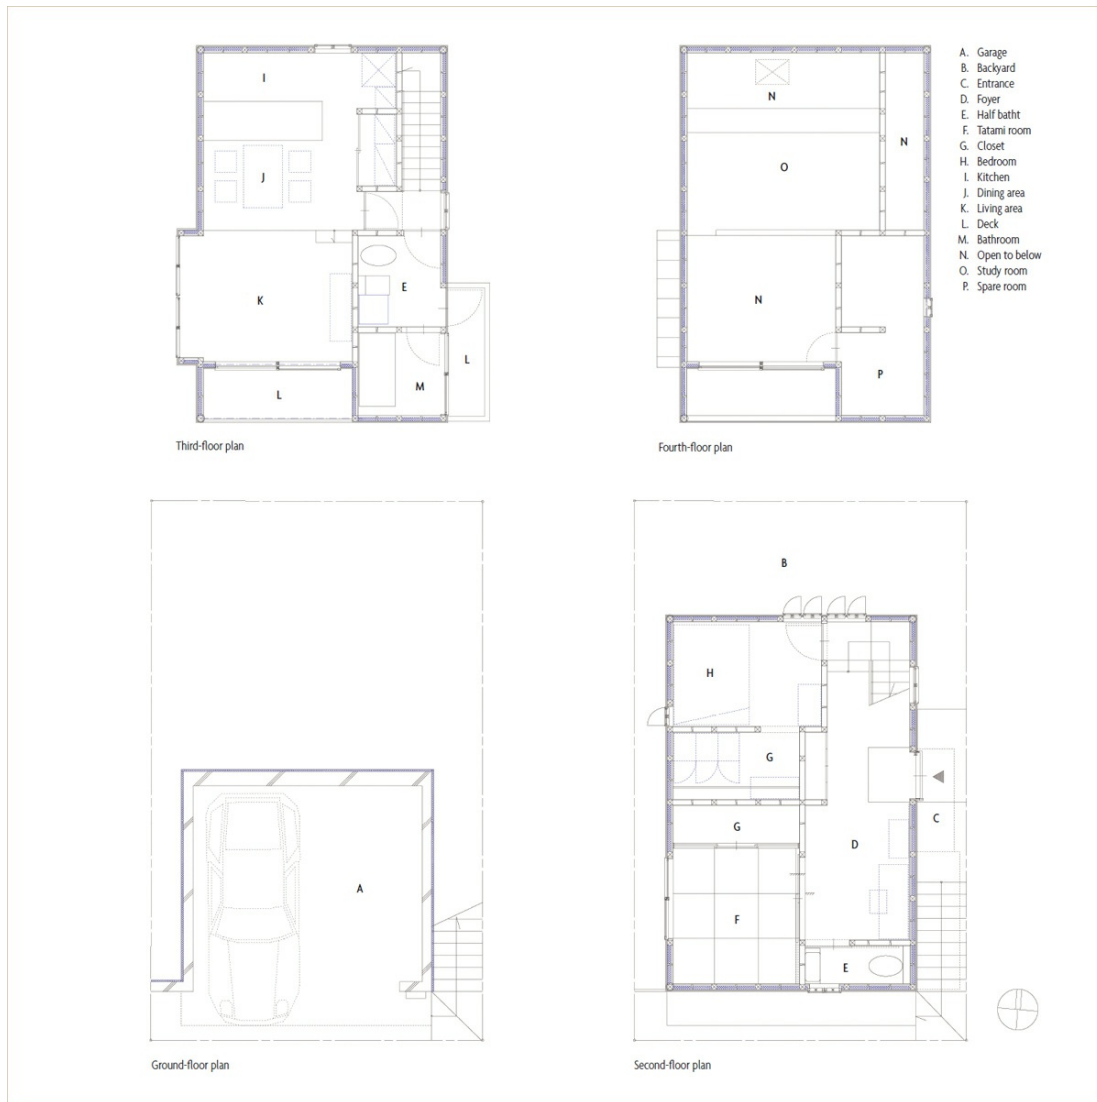 I
J
K
E
L
M
L
Third-floor plan
N
N
O
N
P
Fourth-floor plan
A. Garage
B. Backyard
C. Entrance
D. Foyer
E. Half batht
F. Tatami room
G. Closet
H. Bedroom
I. Kitchen
J. Dining area
K. Living area
L. Deck
M. Bathroom
N. Open to below
O. Study room
P. Spare room
A
Ground-floor plan
B
H
G
G
C
D
F
E
Second-floor plan